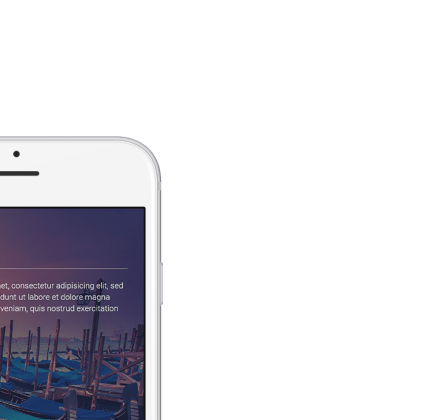 et, consectetur adipisicing elit, sed
dunt ut labore et dolore magna
veniam, quis nostrud exercitation